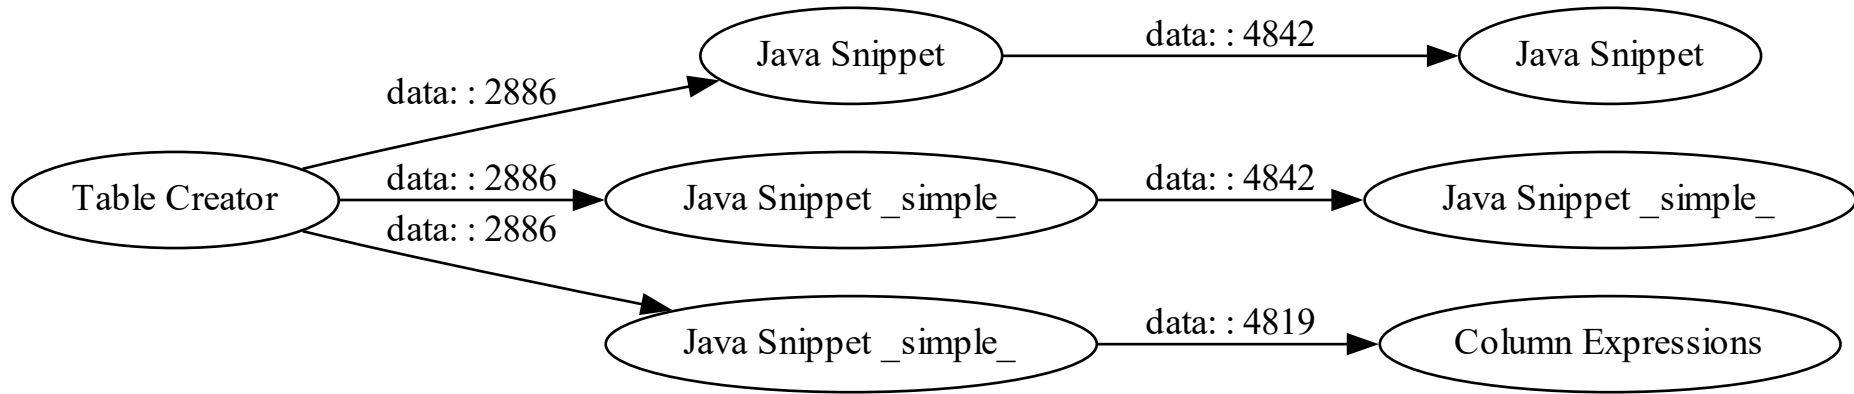 Java Snippet
data: : 4842
Java Snippet
data: : 2886
Table Creator
data: : 2886
Java Snippet _simple_
data: : 4842
Java Snippet _simple_
data: : 2886
Java Snippet _simple_
data: : 4819
Column Expressions